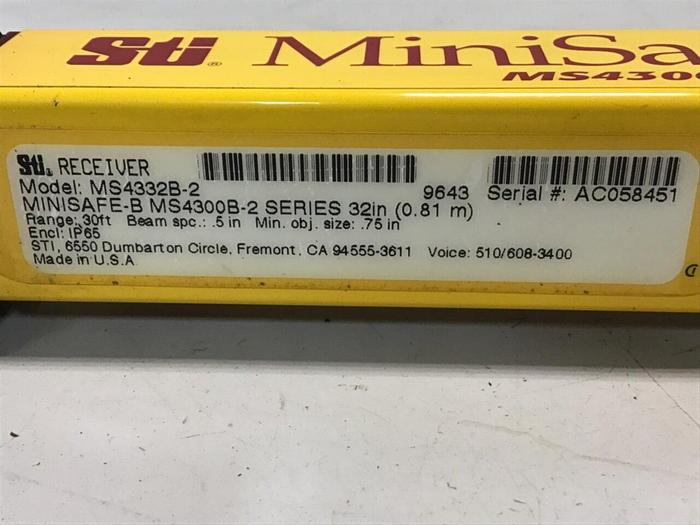 Sti® MiniSa
MS430
Sti® RECEIVER
Model: MS4332B-2 9643 Serial #: AC058451
MINISAFE-B MS4300B-2 SERIES 32in (0.81 m)
Range: 30ft Beam spc.: .5 in Min. obj. size: .75 in
Encl: IP65
STI, 6550 Dumbarton Circle, Fremont, CA 94555-3611 Voice: 510/608-3400
Made in U.S.A